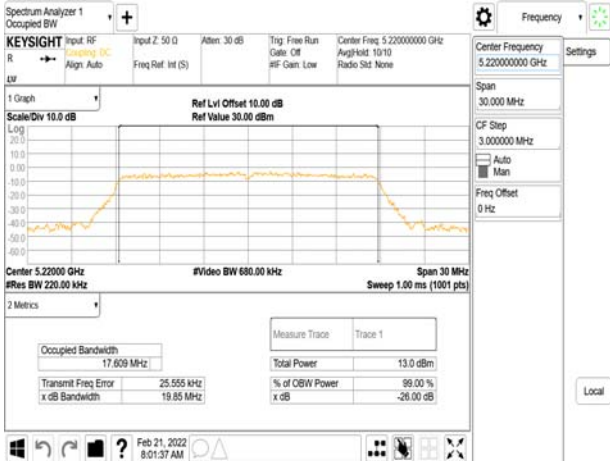 Spectrum Analyzer 1
Occupied BW
+
Frequency
KEYSIGHT Input: RF Input Z: 50 Ω Atten: 30 dB Trig: Free Run Center Freq: 5.220000000 GHz
R Coupling: DC Gate: Off Avg|Hold: 10/10
Align: Auto Freq Ref: Int (S) #IF Gain: Low Radio Std: None
Center Frequency
5.220000000 GHz
Settings
Span
30.000 MHz
CF Step
3.000000 MHz
Auto
Man
Freq Offset
0 Hz
Local
1 Graph
Ref Lvl Offset 10.00 dB
Scale/Div 10.0 dB Ref Value 30.00 dBm
Log
20.0
10.0
0.00
-10.0
-20.0
-30.0
-40.0
-50.0
-60.0
Center 5.22000 GHz #Video BW 680.00 kHz Span 30 MHz
#Res BW 220.00 kHz Sweep 1.00 ms (1001 pts)
2 Metrics
Measure Trace Trace 1
Occupied Bandwidth
17.609 MHz Total Power 13.0 dBm
Transmit Freq Error 25.555 kHz % of OBW Power 99.00 %
x dB Bandwidth 19.85 MHz x dB -26.00 dB
? Feb 21, 2022
8:01:37 AM